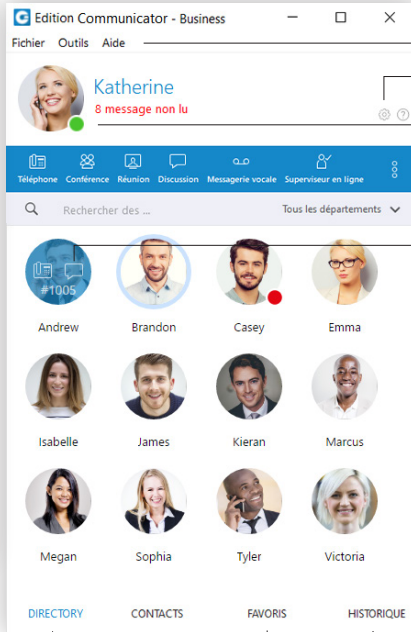 Edition Communicator - Business
Fichier Outils Aide
Katherine
8 message non lu
Téléphone Conférence Réunion Discussion Messagerie vocale Superviseur en ligne
Rechercher des ... Tous les départements
#1005
Andrew Brandon Casey Emma
Isabelle James Kieran Marcus
Megan Sophia Tyler Victoria
DIRECTORY CONTACTS FAVORIS HISTORIQUE